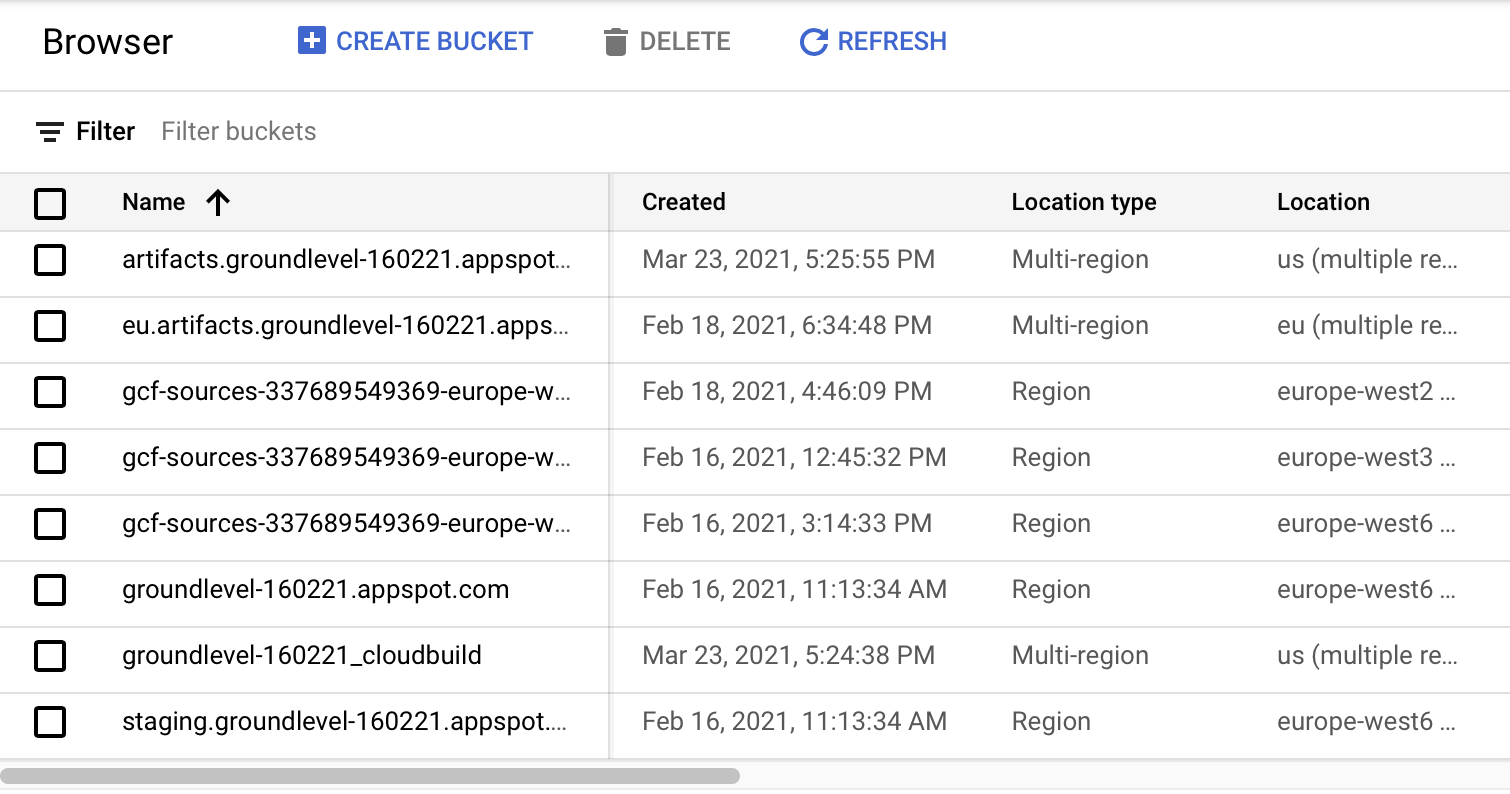 Browser CREATE BUCKET DELETE REFRESH
Filter Filter buckets
Name Created Location type Location
artifacts.groundlevel-160221.appspot... Mar 23, 2021, 5:25:55 PM Multi-region us (multiple re...
eu.artifacts.groundlevel-160221.apps... Feb 18, 2021, 6:34:48 PM Multi-region eu (multiple re...
gcf-sources-337689549369-europe-w... Feb 18, 2021, 4:46:09 PM Region europe-west2 ...
gcf-sources-337689549369-europe-w... Feb 16, 2021, 12:45:32 PM Region europe-west3 ...
gcf-sources-337689549369-europe-w... Feb 16, 2021, 3:14:33 PM Region europe-west6 ...
groundlevel-160221.appspot.com Feb 16, 2021, 11:13:34 AM Region europe-west6 ...
groundlevel-160221_cloudbuild Mar 23, 2021, 5:24:38 PM Multi-region us (multiple re...
staging.groundlevel-160221.appspot.... Feb 16, 2021, 11:13:34 AM Region europe-west6 ...